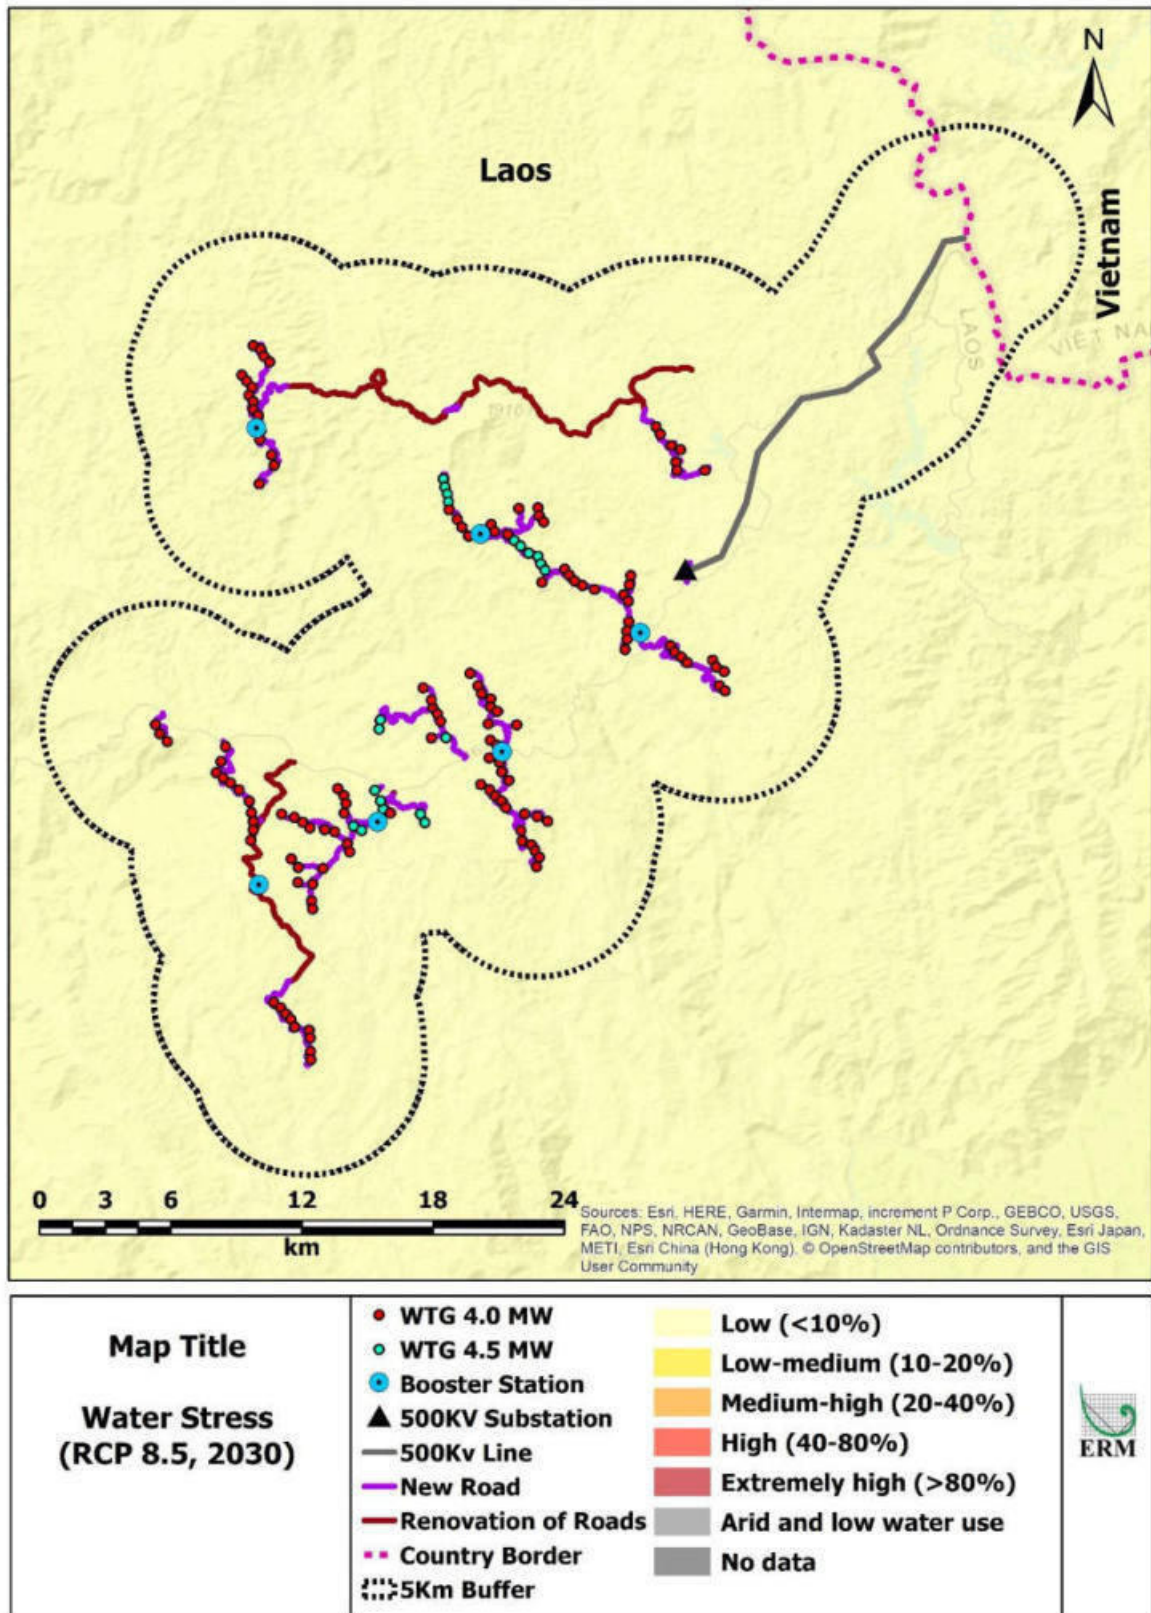 N
Laos
Vietnam
LAOS
VIỆT NA
0 3 6 12 18 24
km
Sources: Esri, HERE, Garmin, Intermap, increment P Corp., GEBCO, USGS,
FAO, NPS, NRCAN, GeoBase, IGN, Kadaster NL, Ordnance Survey, Esri Japan,
METI, Esri China (Hong Kong), © OpenStreetMap contributors, and the GIS
User Community
Map Title
Water Stress
(RCP 8.5, 2030)
WTG 4.0 MW
WTG 4.5 MW
Booster Station
500KV Substation
500Kv Line
New Road
Renovation of Roads
Country Border
5Km Buffer
Low (<10%)
Low-medium (10-20%)
Medium-high (20-40%)
High (40-80%)
Extremely high (>80%)
Arid and low water use
No data
ERM